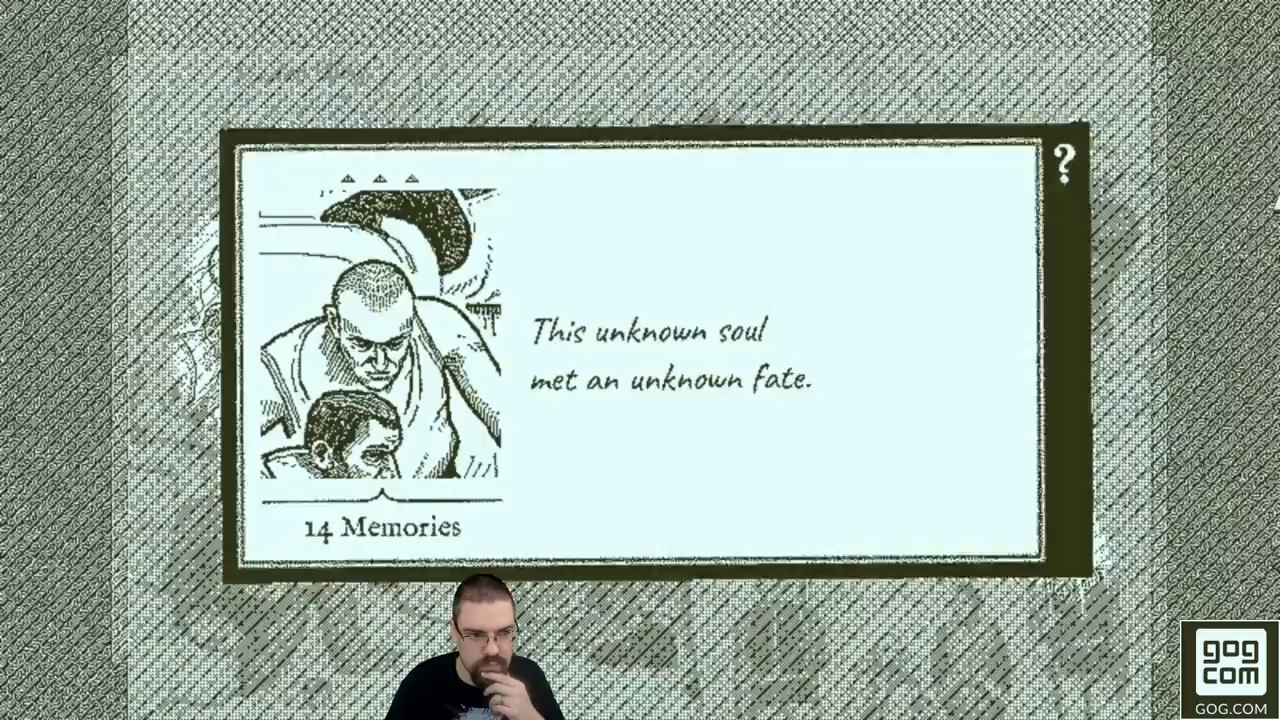 ?
This unknown soul
met an unknown fate.
14 Memories
gog
com
GOG.COM